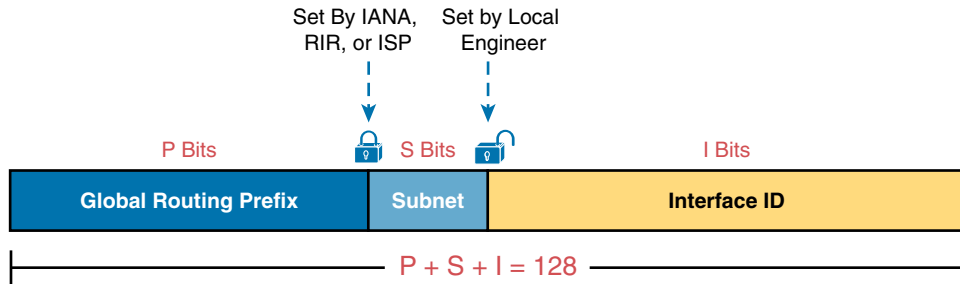 Set By IANA,
RIR, or ISP
Set by Local
Engineer
P Bits
S Bits
I Bits
Global Routing Prefix
Subnet
Interface ID
P + S + I = 128